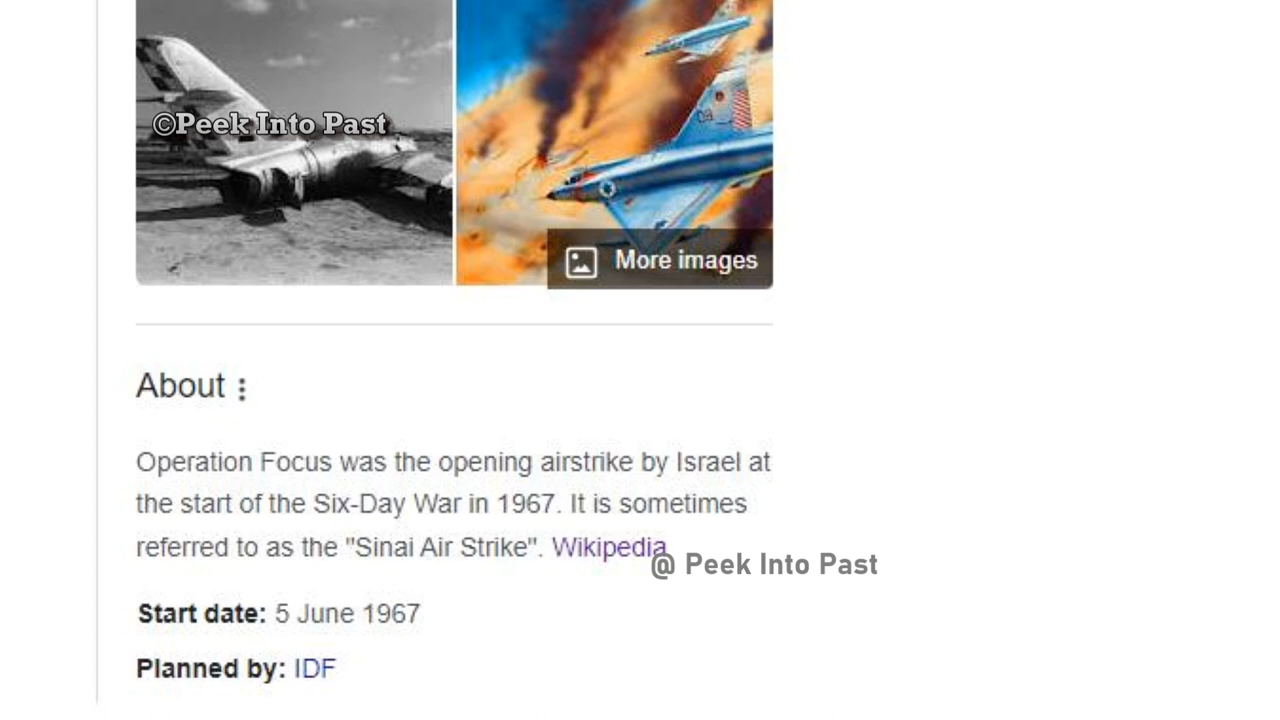 ©Peek Into Past
More images
About
Operation Focus was the opening airstrike by Israel at
the start of the Six-Day War in 1967. It is sometimes
referred to as the "Sinai Air Strike". Wikipedia
@ Peek Into Past
Start date: 5 June 1967
Planned by: IDF